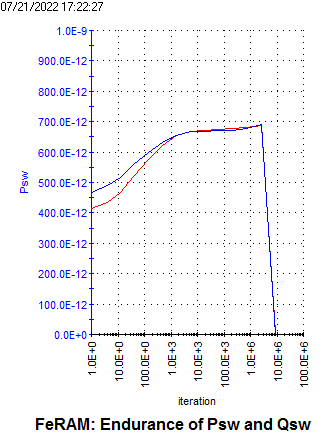 07/21/2022 17:22:27
1.0E-9
900.0E-12
800.0E-12
700.0E-12
600.0E-12
500.0E-12
400.0E-12
300.0E-12
200.0E-12
100.0E-12
0.0E+0
Psw
1.0E+0
10.0E+0
100.0E+0
1.0E+3
10.0E+3
100.0E+3
1.0E+6
10.0E+6
100.0E+6
iteration
FeRAM: Endurance of Psw and Qsw